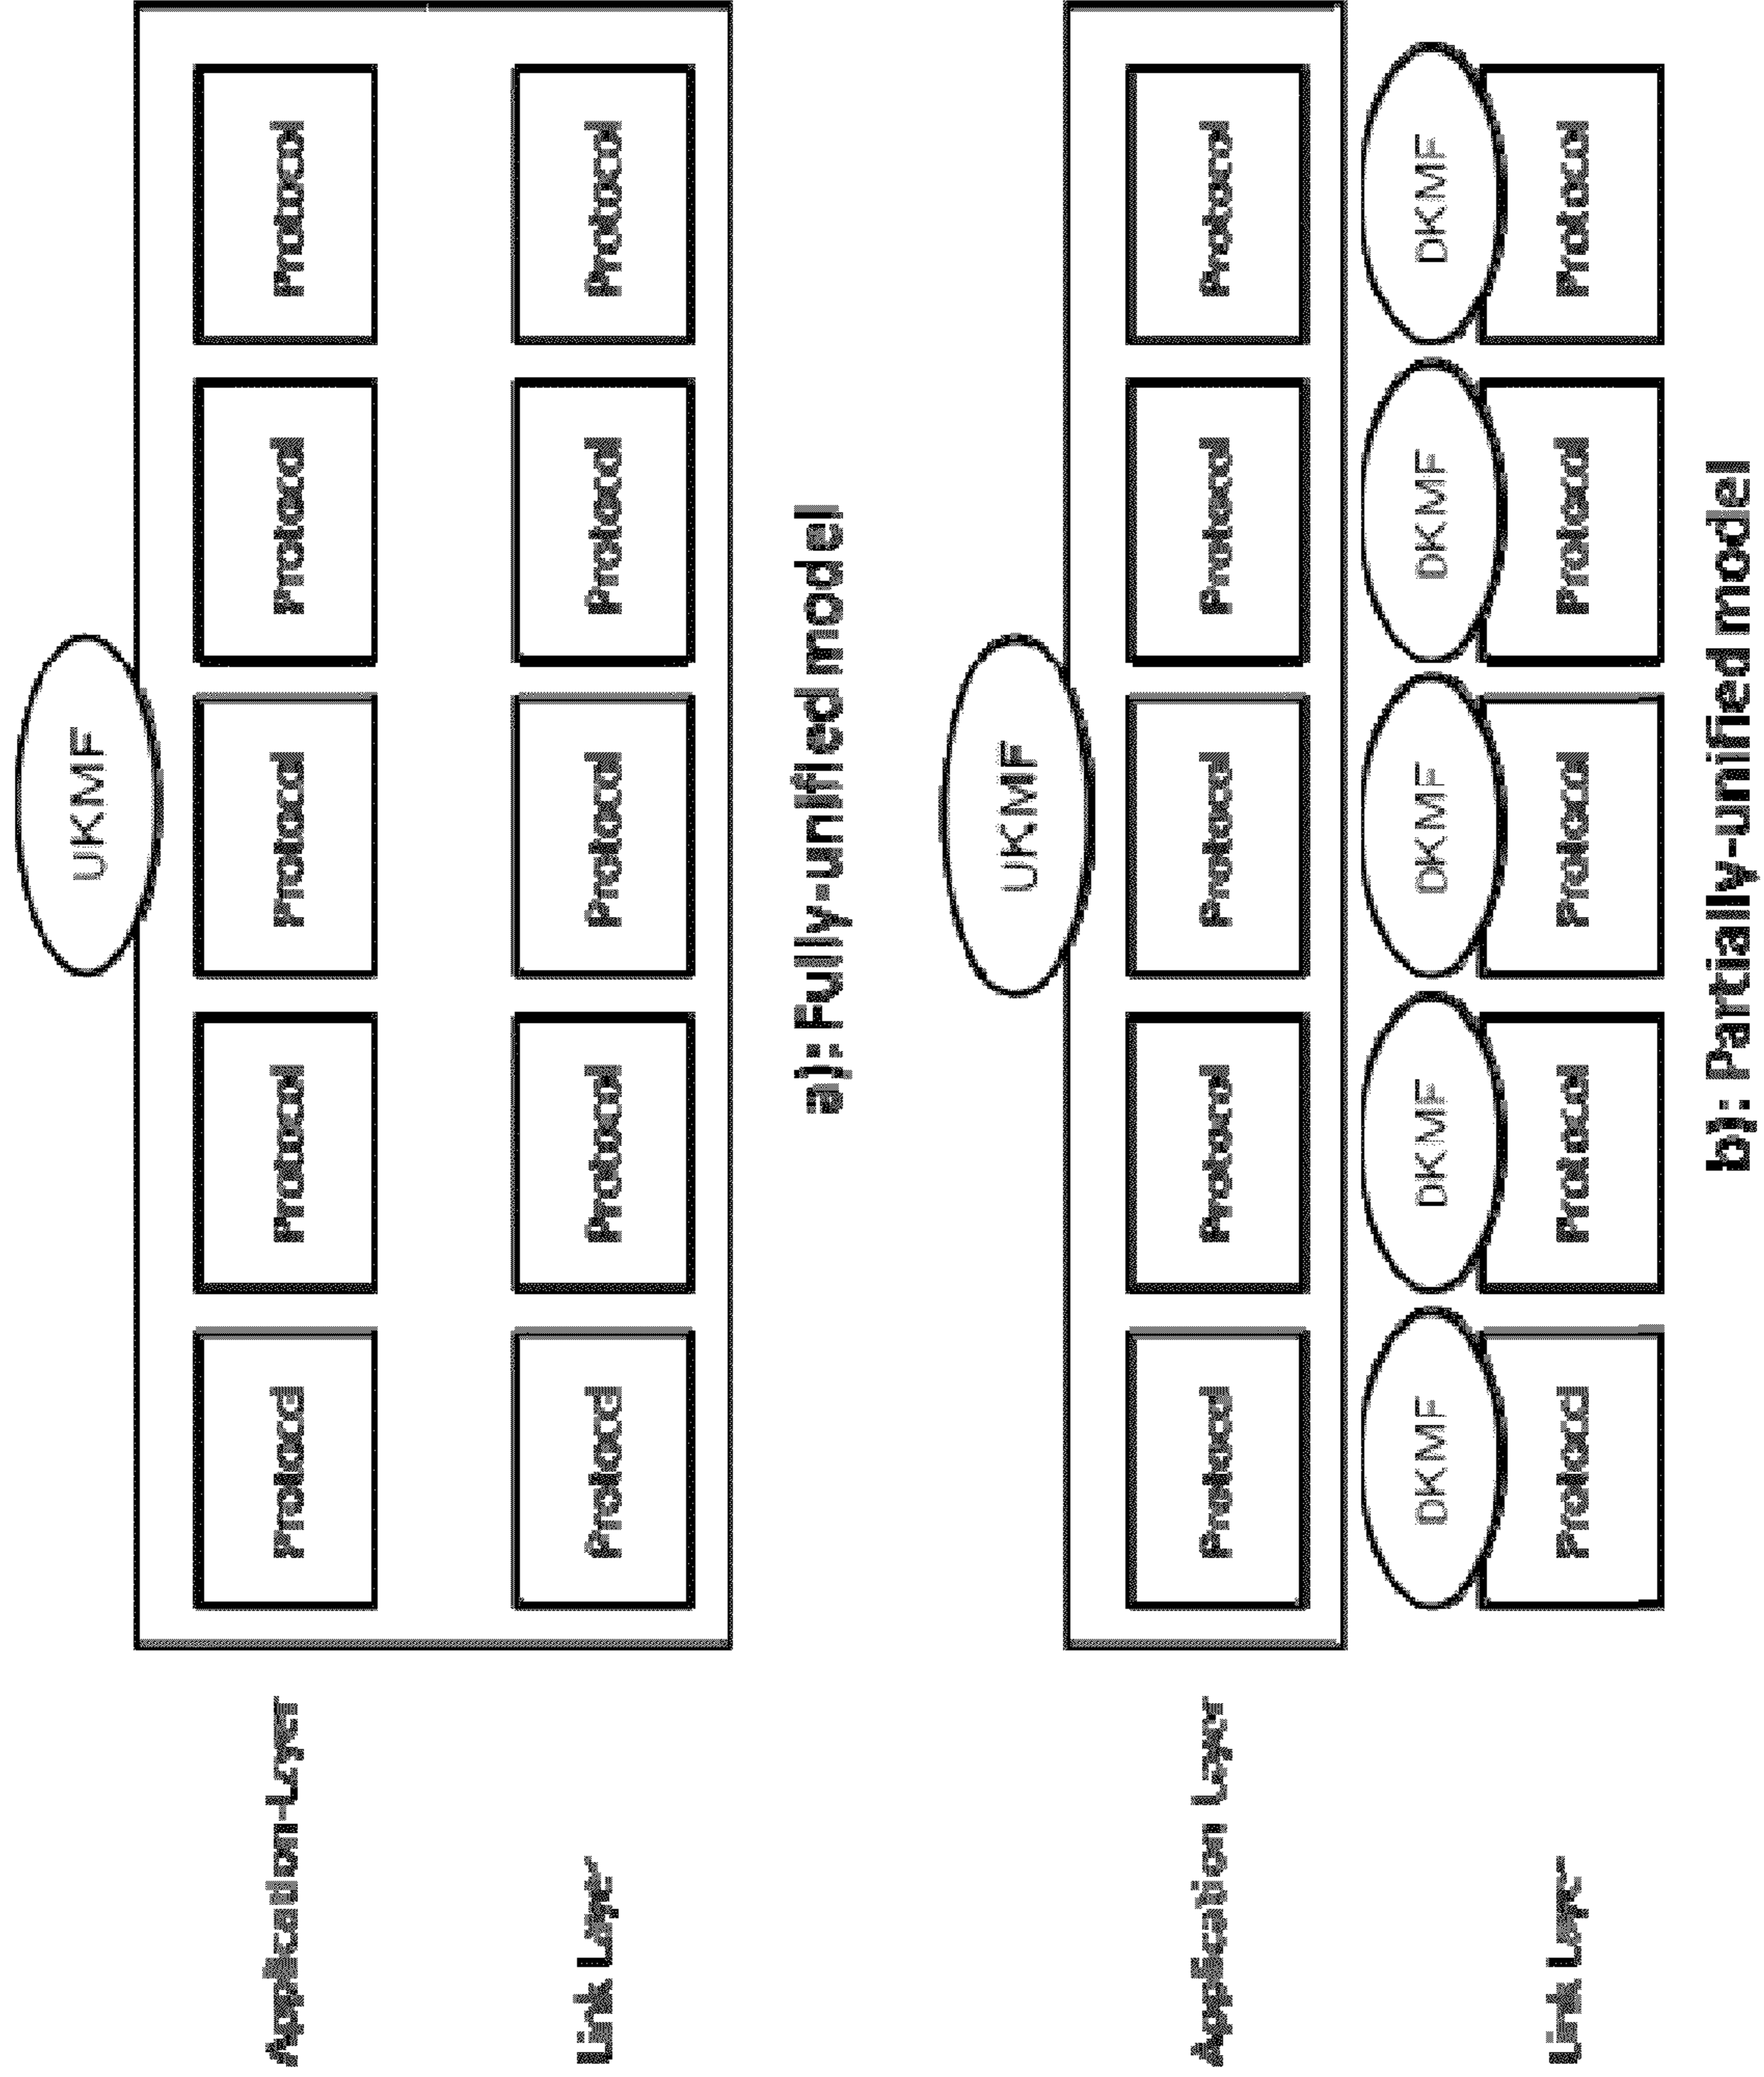 UKMF
Application-Layer Protocol Protocol Protocol Protocol Protocol
Link Layer Protocol Protocol Protocol Protocol Protocol
a): Fully-unified model
UKMF
Application Layer Protocol Protocol Protocol Protocol Protocol
DKMF DKMF DKMF DKMF DKMF
Link Layer Protocol Protocol Protocol Protocol Protocol
b): Partially-unified model